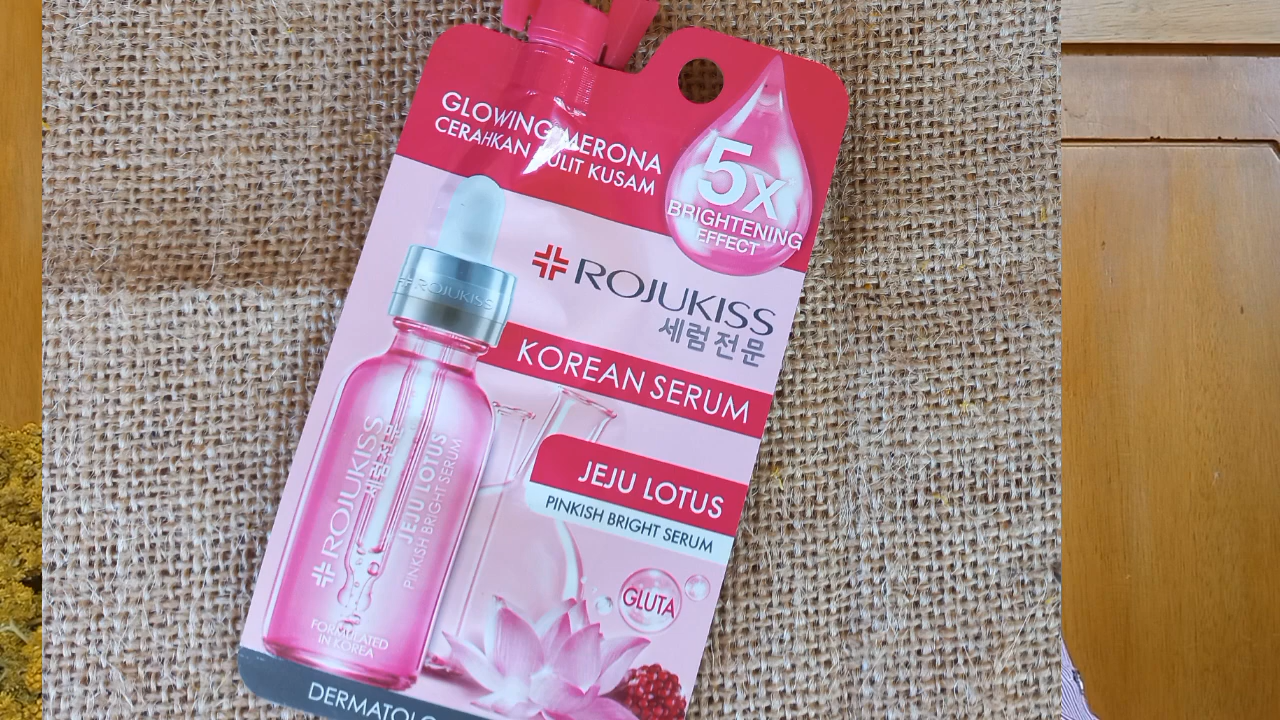 GLOWING MERONA
CERAHKAN KULIT KUSAM
5x
BRIGHTENING
EFFECT
ROJUKISS
세럼 전문
KOREAN SERUM
JEJU LOTUS
PINKISH BRIGHT SERUM
GLUTA
ROJUKISS
ROJUKISS
세럼 전문
JEJU LOTUS
PINKISH BRIGHT SERUM
FORMULATED
IN KOREA